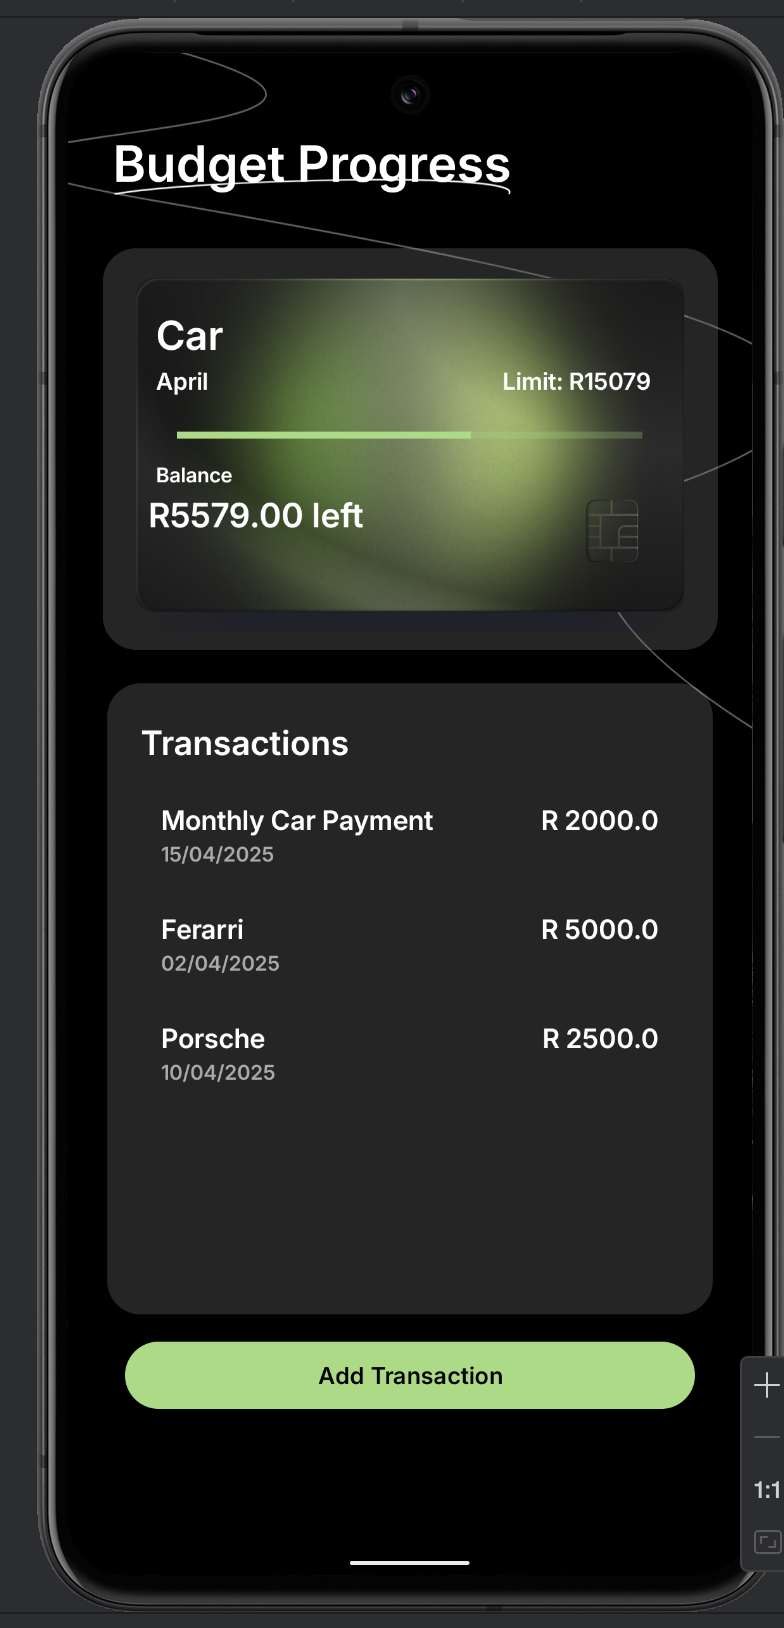 Budget Progress
Car
April
Limit: R15079
Balance
R5579.00 left
Transactions
Monthly Car Payment
R 2000.0
15/04/2025
Ferarri
R 5000.0
02/04/2025
Porsche
R 2500.0
10/04/2025
Add Transaction
1:1